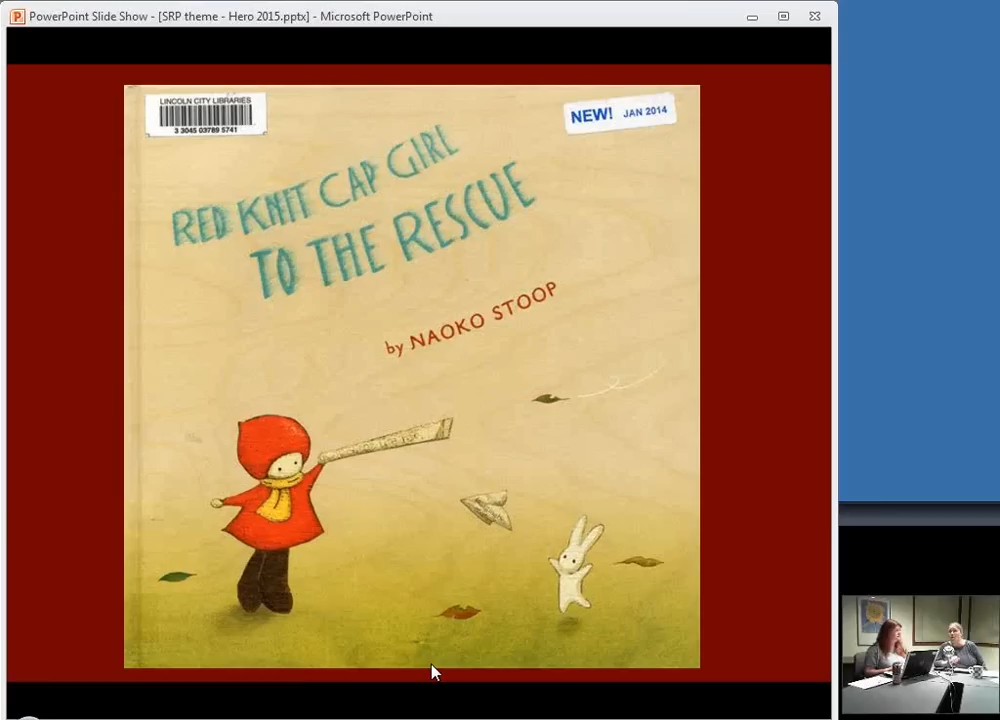 PowerPoint Slide Show - [SRP theme - Hero 2015.pptx] - Microsoft PowerPoint
LINCOLN CITY LIBRARIES
3 3045 03789 5741
NEW! JAN 2014
RED KNIT CAP GIRL
TO THE RESCUE
by NAOKO STOOP